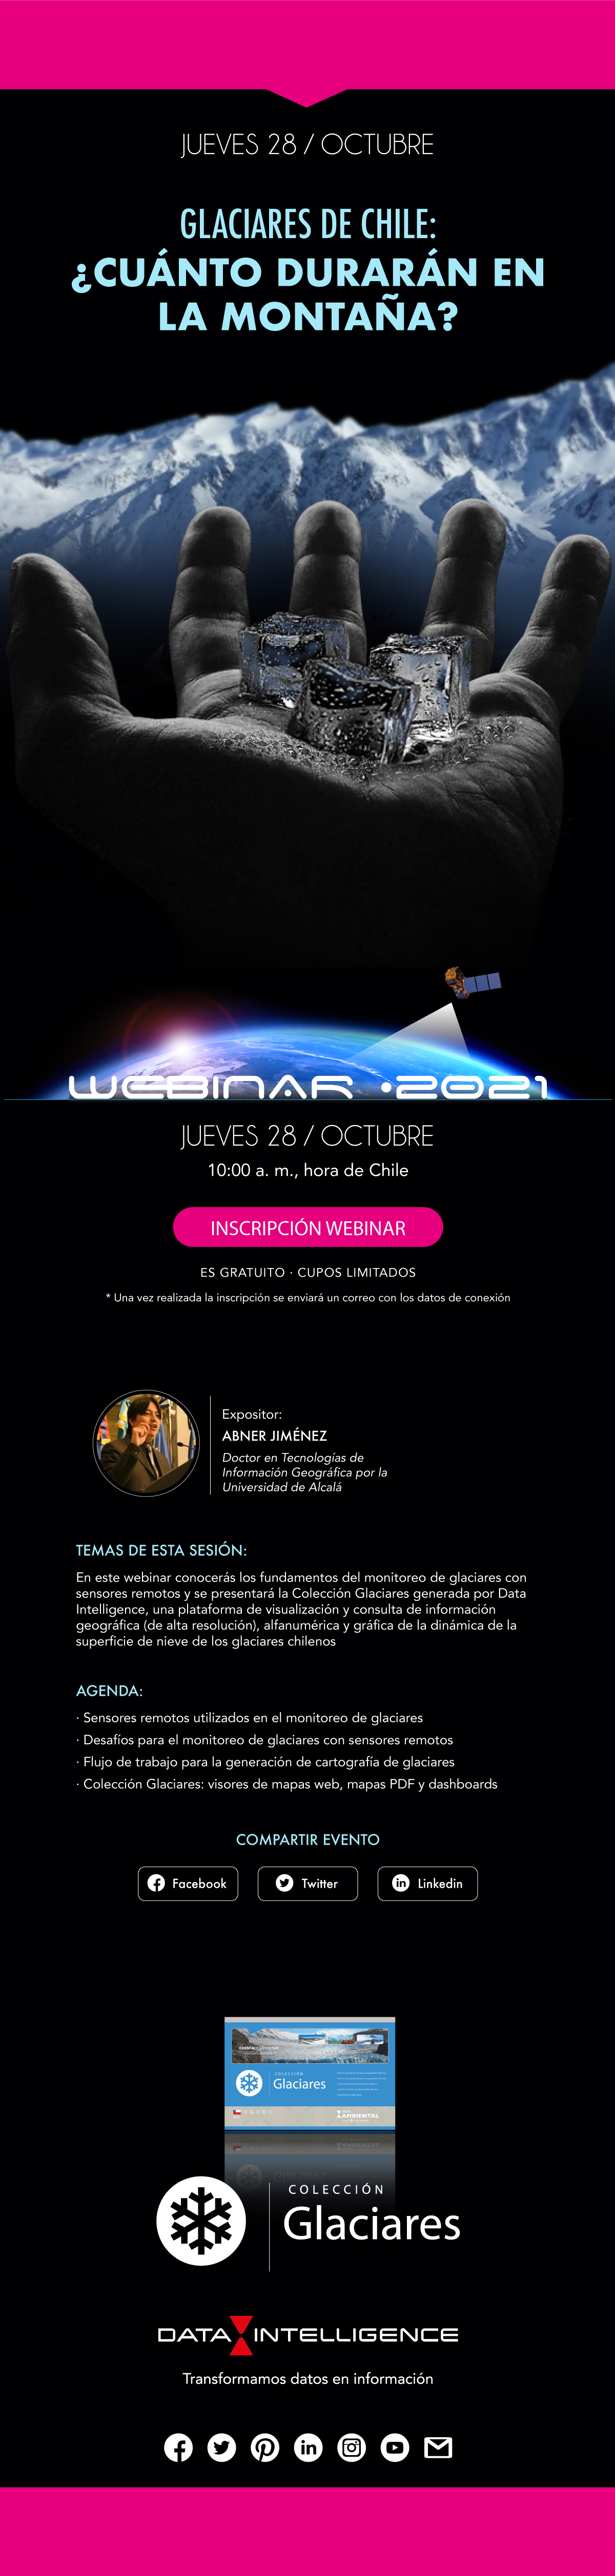 JUEVES 28 / OCTUBRE
GLACIARES DE CHILE:
¿CUÁNTO DURARÁN EN
LA MONTAÑA?
WEBINAR •2021
JUEVES 28 / OCTUBRE
10:00 a. m., hora de Chile
INSCRIPCIÓN WEBINAR
ES GRATUITO · CUPOS LIMITADOS
* Una vez realizada la inscripción se enviará un correo con los datos de conexión
Expositor:
ABNER JIMÉNEZ
Doctor en Tecnologías de
Información Geográfica por la
Universidad de Alcalá
TEMAS DE ESTA SESIÓN:
En este webinar conocerás los fundamentos del monitoreo de glaciares con
sensores remotos y se presentará la Colección Glaciares generada por Data
Intelligence, una plataforma de visualización y consulta de información
geográfica (de alta resolución), alfanumérica y gráfica de la dinámica de la
superficie de nieve de los glaciares chilenos
AGENDA:
· Sensores remotos utilizados en el monitoreo de glaciares
· Desafíos para el monitoreo de glaciares con sensores remotos
· Flujo de trabajo para la generación de cartografía de glaciares
· Colección Glaciares: visores de mapas web, mapas PDF y dashboards
COMPARTIR EVENTO
Facebook
Twitter
Linkedin
COLECCIÓN
Glaciares
AMBIENTAL
COLECCIÓN
Glaciares
DATA INTELLIGENCE
Transformamos datos en información